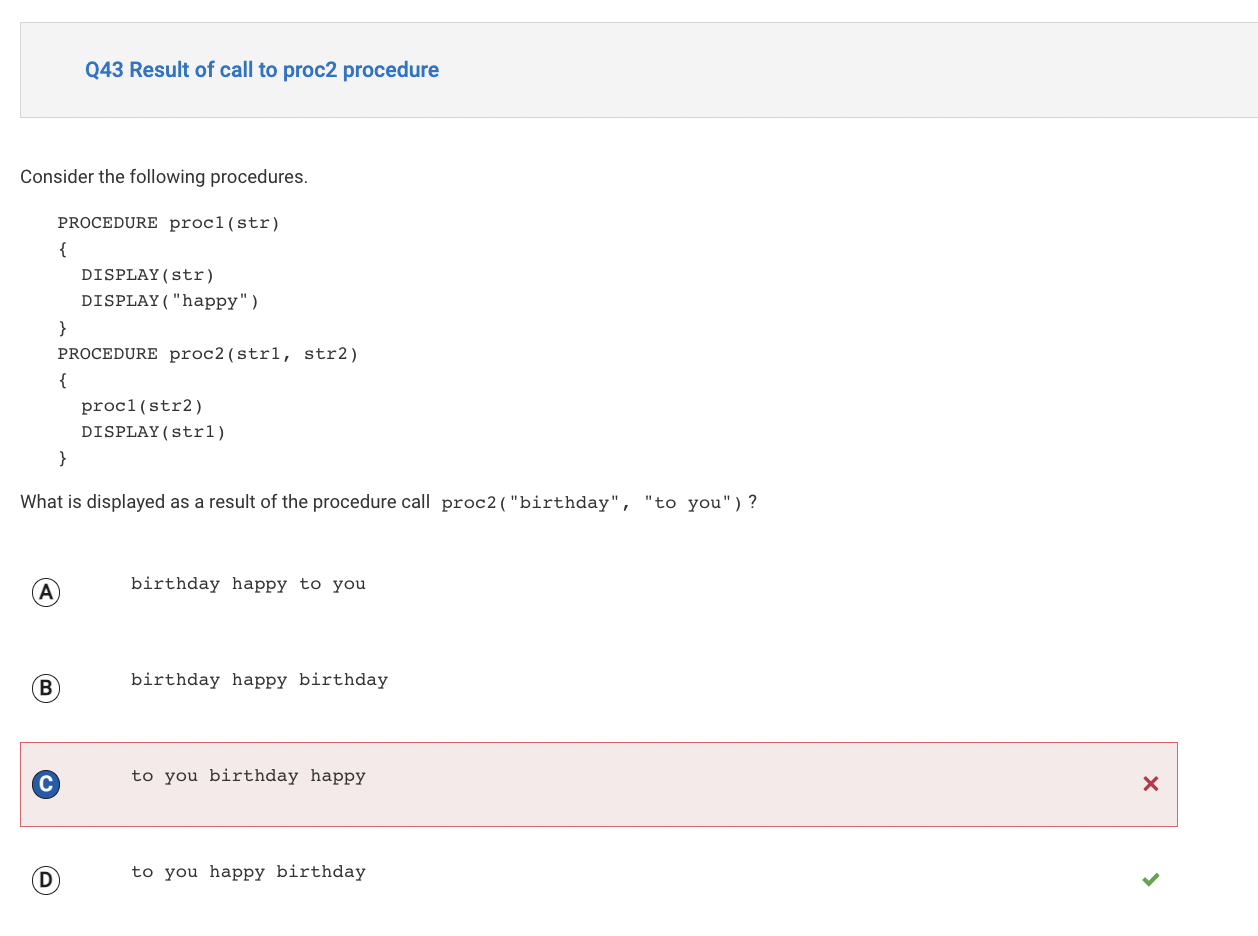 Q43 Result of call to proc2 procedure
Consider the following procedures.
PROCEDURE proc1(str)
{
DISPLAY(str)
DISPLAY("happy")
}
PROCEDURE proc2(str1, str2)
{
proc1(str2)
DISPLAY(str1)
}
What is displayed as a result of the procedure call proc2("birthday", "to you")?
A birthday happy to you
B birthday happy birthday
C to you birthday happy
D to you happy birthday